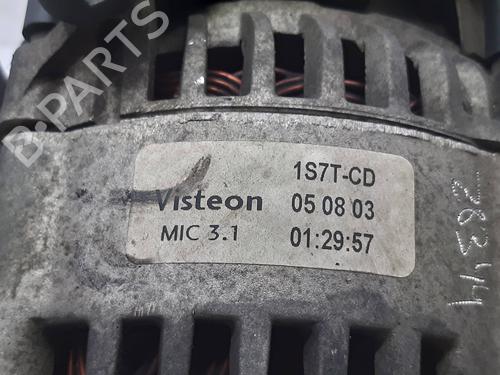 B-PARTS
1S7T-CD
Visteon 05 08 03
MIC 3.1 01:29:57
28344